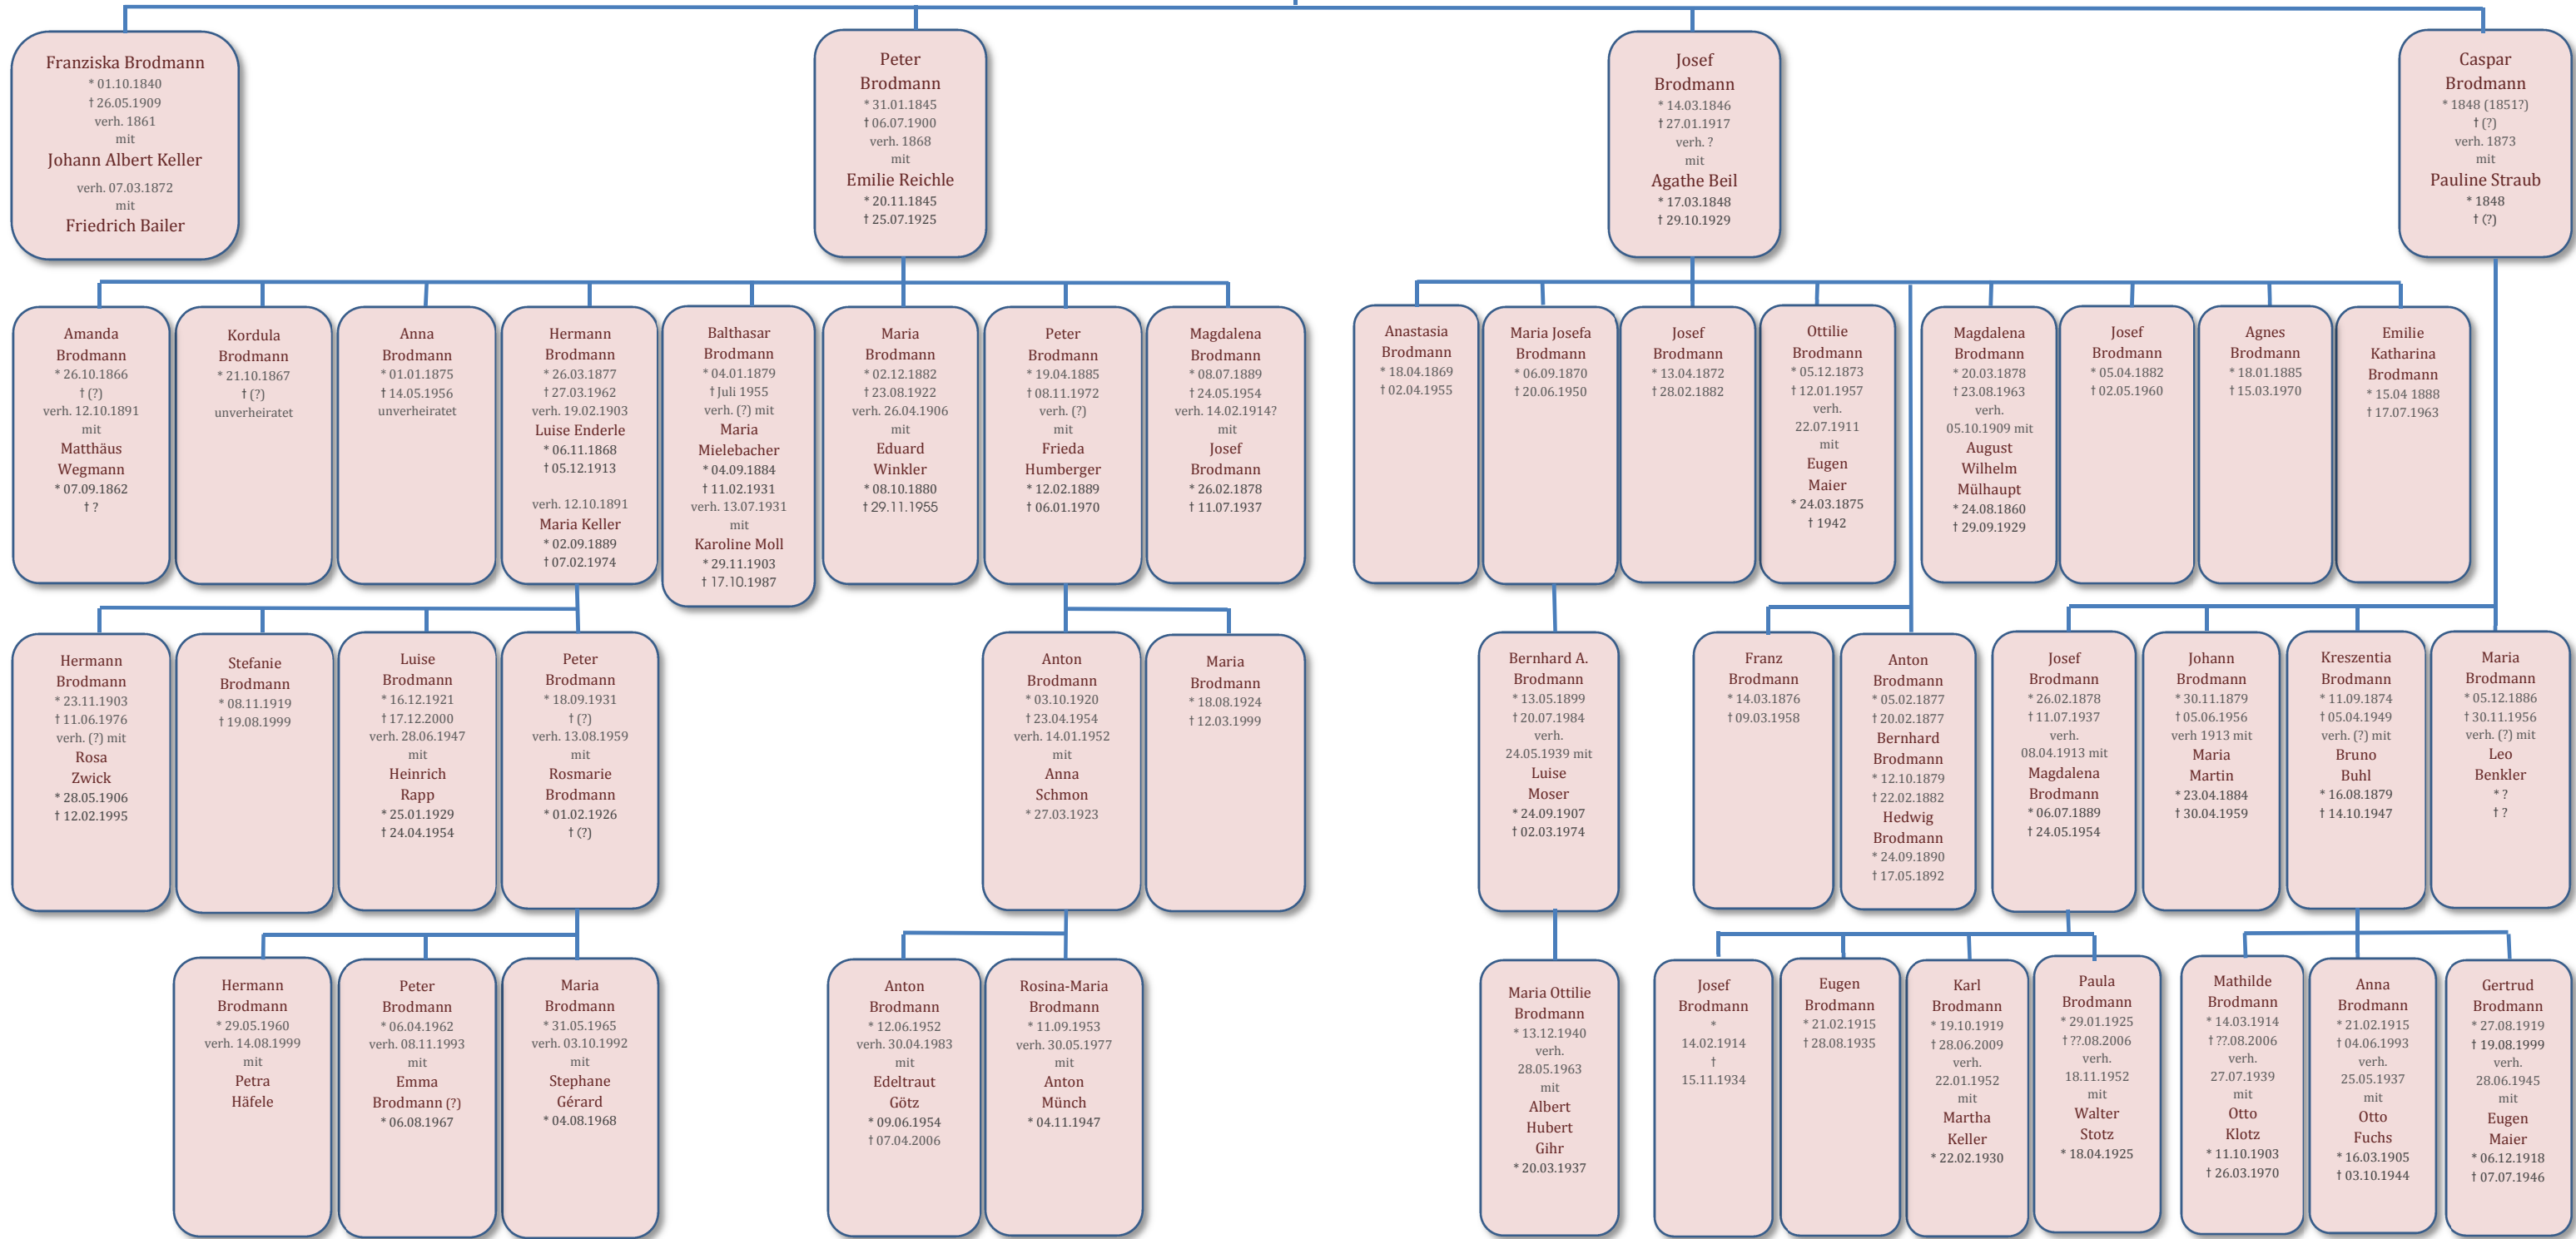 Franziska Brodmann
* 01.10.1840
† 26.05.1909
verh. 1861
mit
Johann Albert Keller
verh. 07.03.1872
mit
Friedrich Bailer
Peter
Brodmann
* 31.01.1845
† 06.07.1900
verh. 1868
mit
Emilie Reichle
* 20.11.1845
† 25.07.1925
Josef
Brodmann
* 14.03.1846
† 27.01.1917
verh. ?
mit
Agathe Beil
* 17.03.1848
† 29.10.1929
Caspar
Brodmann
* 1848 (1851?)
† (?)
verh. 1873
mit
Pauline Straub
* 1848
† (?)
Amanda
Brodmann
* 26.10.1866
† (?)
verh. 12.10.1891
mit
Matthäus
Wegmann
* 07.09.1862
† ?
Kordula
Brodmann
* 21.10.1867
† (?)
unverheiratet
Anna
Brodmann
* 01.01.1875
† 14.05.1956
unverheiratet
Hermann
Brodmann
* 26.03.1877
† 27.03.1962
verh. 19.02.1903
Luise Enderle
* 06.11.1868
† 05.12.1913
verh. 12.10.1891
Maria Keller
* 02.09.1889
† 07.02.1974
Balthasar
Brodmann
* 04.01.1879
† Juli 1955
verh. (?) mit
Maria
Mielebacher
* 04.09.1884
† 11.02.1931
verh. 13.07.1931
mit
Karoline Moll
* 29.11.1903
† 17.10.1987
Maria
Brodmann
* 02.12.1882
† 23.08.1922
verh. 26.04.1906
mit
Eduard
Winkler
* 08.10.1880
† 29.11.1955
Peter
Brodmann
* 19.04.1885
† 08.11.1972
verh. (?)
mit
Frieda
Humberger
* 12.02.1889
† 06.01.1970
Magdalena
Brodmann
* 08.07.1889
† 24.05.1954
verh. 14.02.1914?
mit
Josef
Brodmann
* 26.02.1878
† 11.07.1937
Anastasia
Brodmann
* 18.04.1869
† 02.04.1955
Maria Josefa
Brodmann
* 06.09.1870
† 20.06.1950
Josef
Brodmann
* 13.04.1872
† 28.02.1882
Ottilie
Brodmann
* 05.12.1873
† 12.01.1957
verh.
22.07.1911
mit
Eugen
Maier
* 24.03.1875
† 1942
Magdalena
Brodmann
* 20.03.1878
† 23.08.1963
verh.
05.10.1909 mit
August
Wilhelm
Mülhaupt
* 24.08.1860
† 29.09.1929
Josef
Brodmann
* 05.04.1882
† 02.05.1960
Agnes
Brodmann
* 18.01.1885
† 15.03.1970
Emilie
Katharina
Brodmann
* 15.04 1888
† 17.07.1963
Hermann
Brodmann
* 23.11.1903
† 11.06.1976
verh. (?) mit
Rosa
Zwick
* 28.05.1906
† 12.02.1995
Stefanie
Brodmann
* 08.11.1919
† 19.08.1999
Luise
Brodmann
* 16.12.1921
† 17.12.2000
verh. 28.06.1947
mit
Heinrich
Rapp
* 25.01.1929
† 24.04.1954
Peter
Brodmann
* 18.09.1931
† (?)
verh. 13.08.1959
mit
Rosmarie
Brodmann
* 01.02.1926
† (?)
Anton
Brodmann
* 03.10.1920
† 23.04.1954
verh. 14.01.1952
mit
Anna
Schmon
* 27.03.1923
Maria
Brodmann
* 18.08.1924
† 12.03.1999
Bernhard A.
Brodmann
* 13.05.1899
† 20.07.1984
verh.
24.05.1939 mit
Luise
Moser
* 24.09.1907
† 02.03.1974
Franz
Brodmann
* 14.03.1876
† 09.03.1958
Anton
Brodmann
* 05.02.1877
† 20.02.1877
Bernhard
Brodmann
* 12.10.1879
† 22.02.1882
Hedwig
Brodmann
* 24.09.1890
† 17.05.1892
Josef
Brodmann
* 26.02.1878
† 11.07.1937
verh.
08.04.1913 mit
Magdalena
Brodmann
* 06.07.1889
† 24.05.1954
Johann
Brodmann
* 30.11.1879
† 05.06.1956
verh 1913 mit
Maria
Martin
* 23.04.1884
† 30.04.1959
Kreszentia
Brodmann
* 11.09.1874
† 05.04.1949
verh. (?) mit
Bruno
Buhl
* 16.08.1879
† 14.10.1947
Maria
Brodmann
* 05.12.1886
† 30.11.1956
verh. (?) mit
Leo
Benkler
* ?
† ?
Hermann
Brodmann
* 29.05.1960
verh. 14.08.1999
mit
Petra
Häfele
Peter
Brodmann
* 06.04.1962
verh. 08.11.1993
mit
Emma
Brodmann (?)
* 06.08.1967
Maria
Brodmann
* 31.05.1965
verh. 03.10.1992
mit
Stephane
Gérard
* 04.08.1968
Anton
Brodmann
* 12.06.1952
verh. 30.04.1983
mit
Edeltraut
Götz
* 09.06.1954
† 07.04.2006
Rosina-Maria
Brodmann
* 11.09.1953
verh. 30.05.1977
mit
Anton
Münch
* 04.11.1947
Maria Ottilie
Brodmann
* 13.12.1940
verh.
28.05.1963
mit
Albert
Hubert
Gihr
* 20.03.1937
Josef
Brodmann
*
14.02.1914
†
15.11.1934
Eugen
Brodmann
* 21.02.1915
† 28.08.1935
Karl
Brodmann
* 19.10.1919
† 28.06.2009
verh.
22.01.1952
mit
Martha
Keller
* 22.02.1930
Paula
Brodmann
* 29.01.1925
† ??.08.2006
verh.
18.11.1952
mit
Walter
Stotz
* 18.04.1925
Mathilde
Brodmann
* 14.03.1914
† ??.08.2006
verh.
27.07.1939
mit
Otto
Klotz
* 11.10.1903
† 26.03.1970
Anna
Brodmann
* 21.02.1915
† 04.06.1993
verh.
25.05.1937
mit
Otto
Fuchs
* 16.03.1905
† 03.10.1944
Gertrud
Brodmann
* 27.08.1919
† 19.08.1999
verh.
28.06.1945
mit
Eugen
Maier
* 06.12.1918
† 07.07.1946